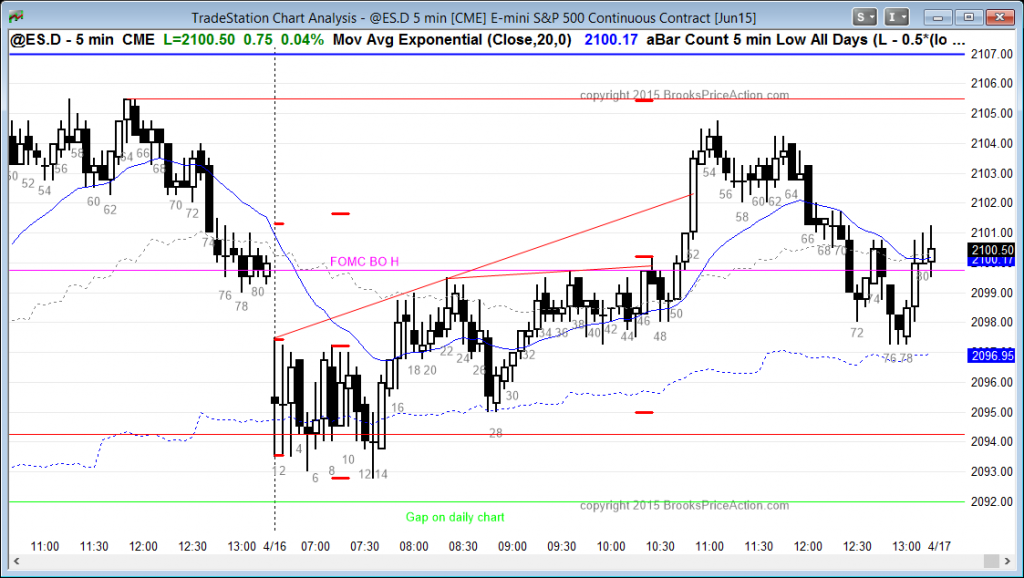 TradeStation Chart Analysis - @ES.D 5 min [CME] E-mini S&P 500 Continuous Contract [Jun15]
S I
@ES.D - 5 min CME L=2100.50 0.75 0.04% Mov Avg Exponential (Close,20,0) 2100.17 aBar Count 5 min Low All Days (L - 0.5*(lo ...
2107.00
2106.00
copyright 2015 BrooksPriceAction.com
2105.00
2104.00
2103.00
2102.00
2101.00
2100.50
2100.17
2099.00
2098.00
2096.95
2096.00
2095.00
2094.00
2093.00
2092.00
FOMC BO H
50 52 54 56 58 60 62 64 66 68 70 72 74 76 78 80
12 4 6 8 10 12 14 16 18 20 22 24 26 28 30 32 34 36 38 40 42 44 46 48 50 52 54 56 58 60 62 64 66 68 70 72 74 76 78 80
copyright 2015 BrooksPriceAction.com
Gap on daily chart
11:00 11:30 12:00 12:30 13:00 4/16 07:00 07:30 08:00 08:30 09:00 09:30 10:00 10:30 11:00 11:30 12:00 12:30 13:00 4/17